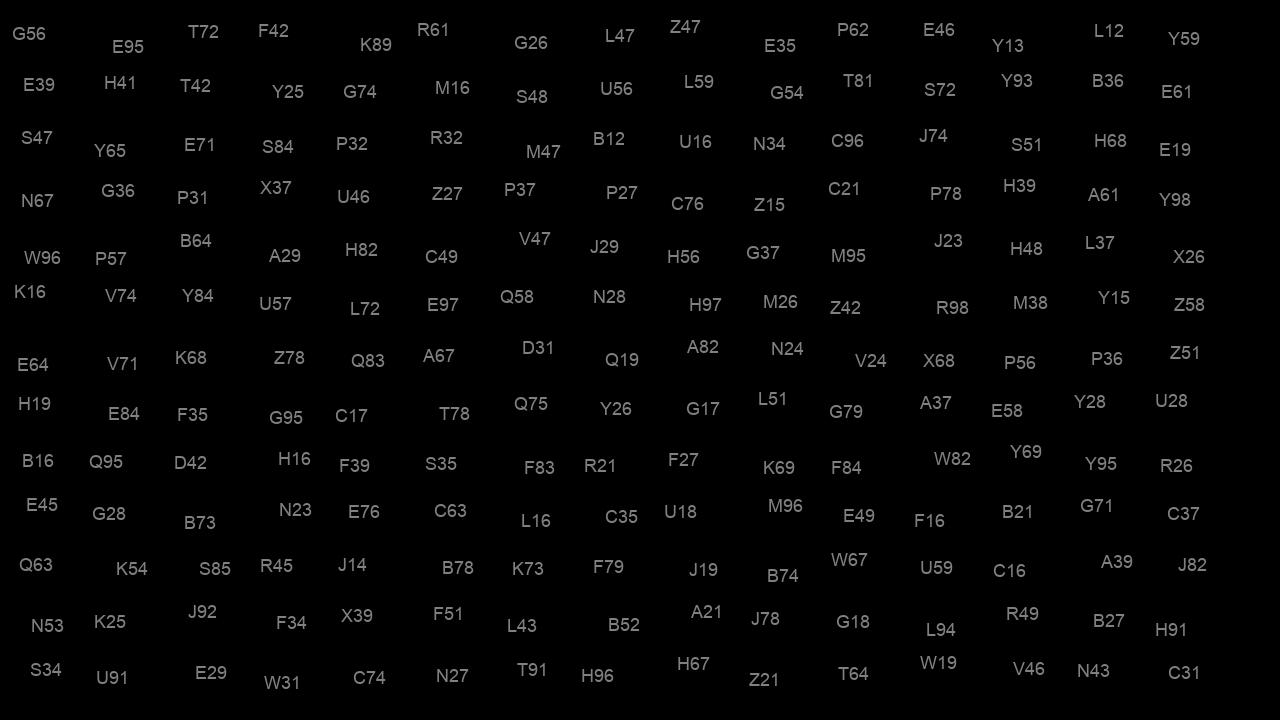 G56 E95 T72 F42 K89 R61 G26 L47 Z47 E35 P62 E46 Y13 L12 Y59
E39 H41 T42 Y25 G74 M16 S48 U56 L59 G54 T81 S72 Y93 B36 E61
S47 Y65 E71 S84 P32 R32 M47 B12 U16 N34 C96 J74 S51 H68 E19
N67 G36 P31 X37 U46 Z27 P37 P27 C76 Z15 C21 P78 H39 A61 Y98
W96 P57 B64 A29 H82 C49 V47 J29 H56 G37 M95 J23 H48 L37 X26
K16 V74 Y84 U57 L72 E97 Q58 N28 H97 M26 Z42 R98 M38 Y15 Z58
E64 V71 K68 Z78 Q83 A67 D31 Q19 A82 N24 V24 X68 P56 P36 Z51
H19 E84 F35 G95 C17 T78 Q75 Y26 G17 L51 G79 A37 E58 Y28 U28
B16 Q95 D42 H16 F39 S35 F83 R21 F27 K69 F84 W82 Y69 Y95 R26
E45 G28 B73 N23 E76 C63 L16 C35 U18 M96 E49 F16 B21 G71 C37
Q63 K54 S85 R45 J14 B78 K73 F79 J19 B74 W67 U59 C16 A39 J82
N53 K25 J92 F34 X39 F51 L43 B52 A21 J78 G18 L94 R49 B27 H91
S34 U91 E29 W31 C74 N27 T91 H96 H67 Z21 T64 W19 V46 N43 C31